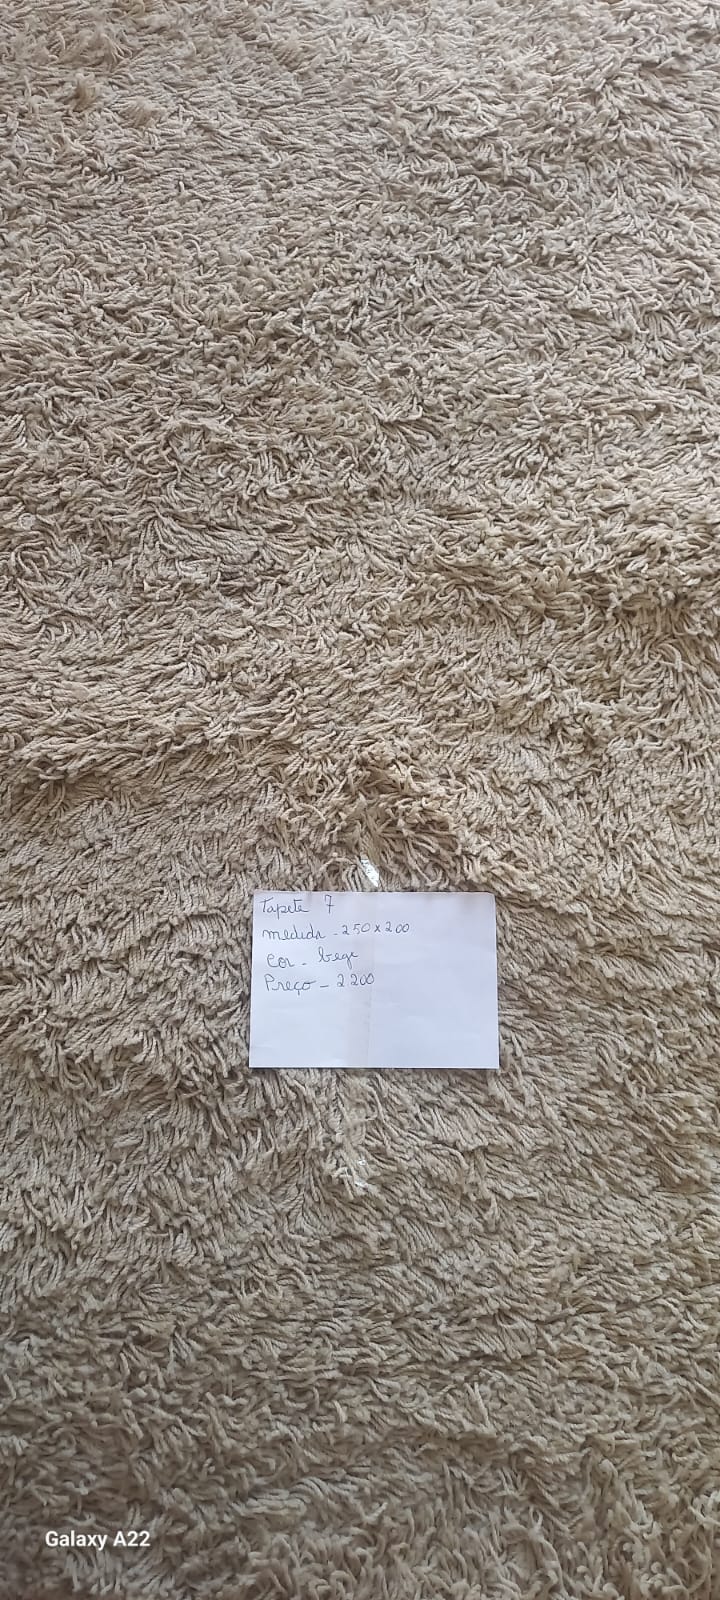 Tapete 7
medida - 250 x 200
cor - bege
Preço - 2200
Galaxy A22